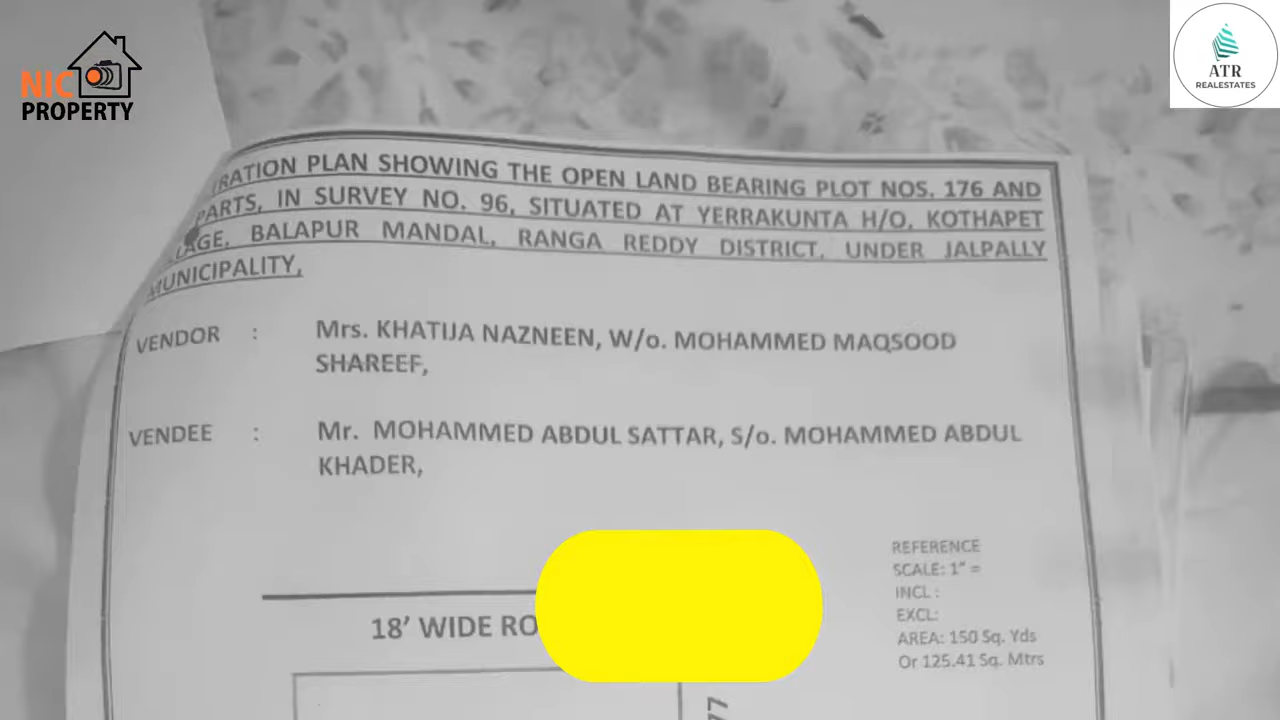 NIC
PROPERTY
ATR
REALESTATES
RATION PLAN SHOWING THE OPEN LAND BEARING PLOT NOS. 176 AND
PARTS, IN SURVEY NO. 96, SITUATED AT YERRAKUNTA H/O. KOTHAPET
LAGE, BALAPUR MANDAL, RANGA REDDY DISTRICT, UNDER JALPALLY
MUNICIPALITY,
VENDOR : Mrs. KHATIJA NAZNEEN, W/o. MOHAMMED MAQSOOD
SHAREEF,
VENDEE : Mr. MOHAMMED ABDUL SATTAR, S/o. MOHAMMED ABDUL
KHADER,
REFERENCE
SCALE: 1" =
INCL :
EXCL:
AREA: 150 Sq. Yds
Or 125.41 Sq. Mtrs
18' WIDE RO
77